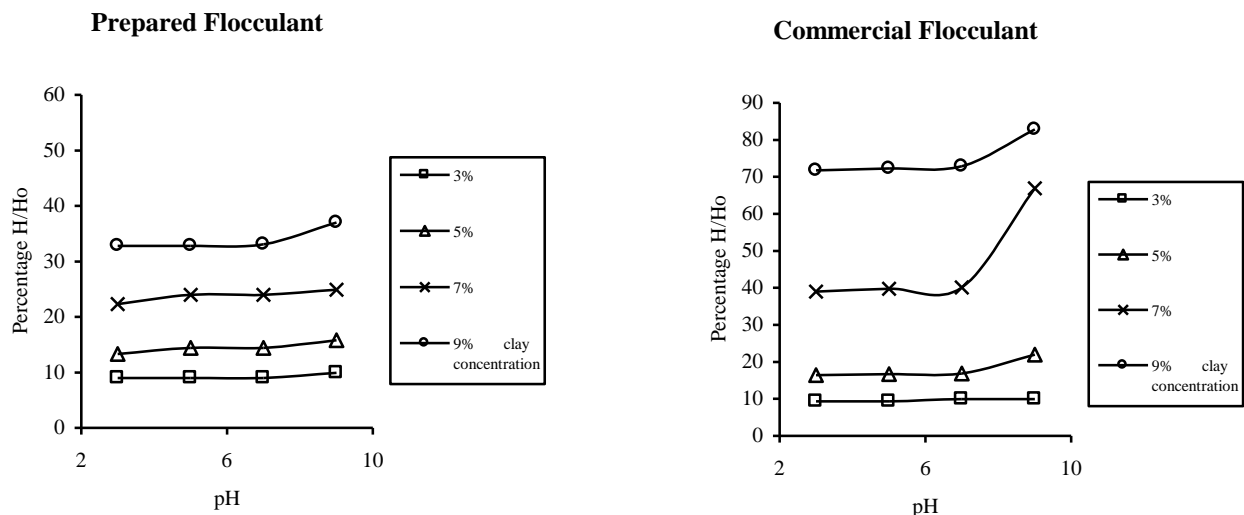 Prepared Flocculant
60
50
40
30
20
10
0
2 6 10
Percentage H/Ho
pH
3%
5%
7%
9% clay
concentration
Commercial Flocculant
90
80
70
60
50
40
30
20
10
0
2 6 10
Percentage H/Ho
pH
3%
5%
7%
9% clay
concentration